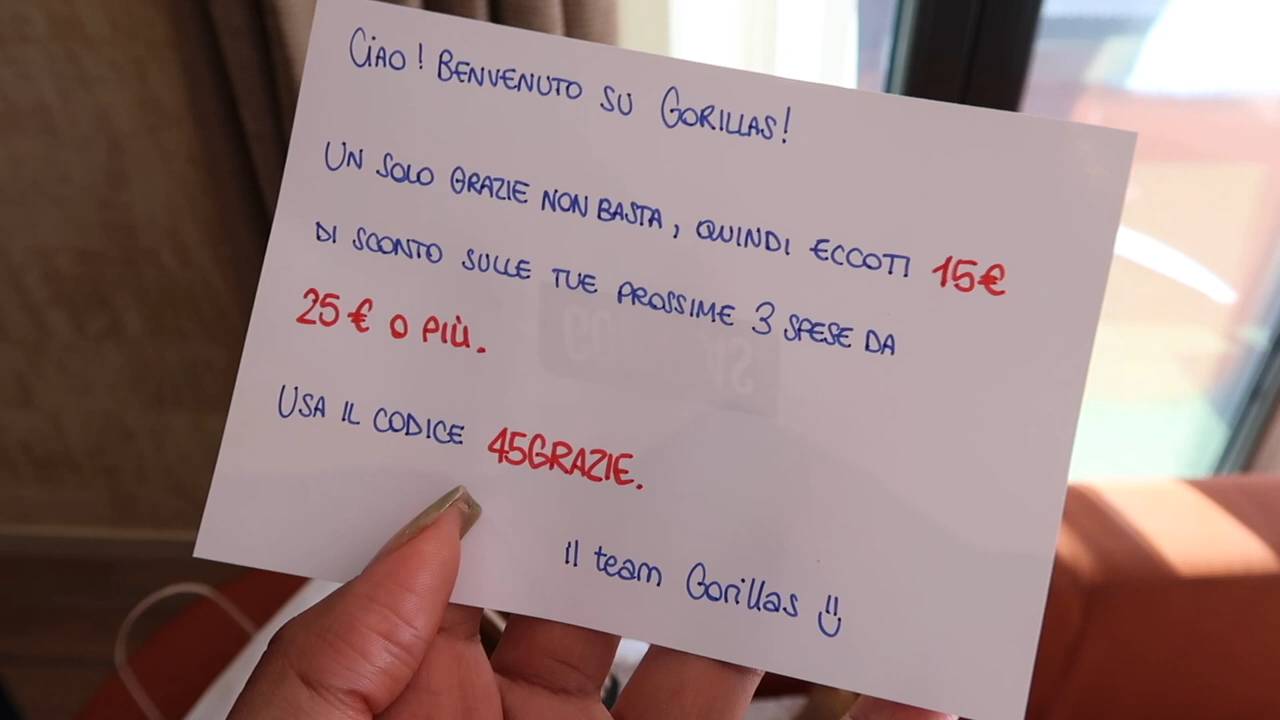 CIAO! BENVENUTO SU GORILLAS!
UN SOLO GRAZIE NON BASTA, QUINDI ECCOTI 15€
DI SCONTO SULLE TUE PROSSIME 3 SPESE DA
25€ O PIÙ.
USA IL CODICE 45GRAZIE.
il team Gorillas